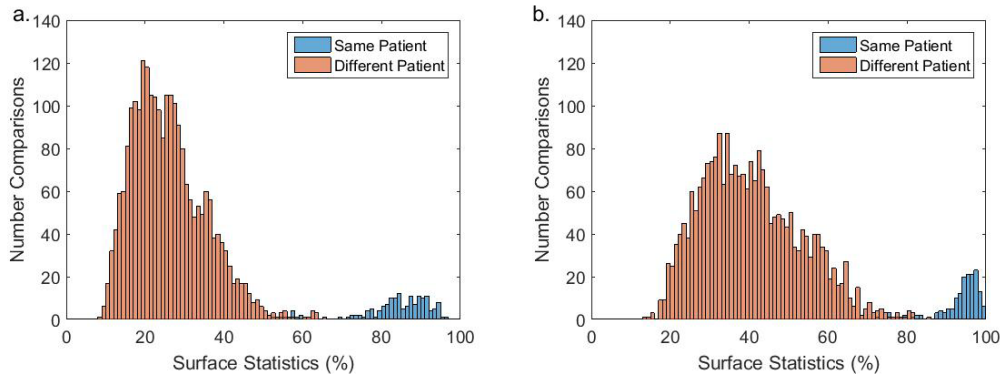 a.
140
120
100
80
60
40
20
0
Number Comparisons
Same Patient
Different Patient
0 20 40 60 80 100
Surface Statistics (%)
b.
140
120
100
80
60
40
20
0
Number Comparisons
Same Patient
Different Patient
0 20 40 60 80 100
Surface Statistics (%)